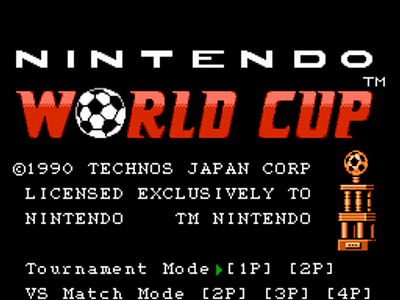 NINTENDO
TM
WORLD CUP
©1990 TECHNOS JAPAN CORP
LICENSED EXCLUSIVELY TO
NINTENDO TM NINTENDO
Tournament Mode [1P] [2P]
VS Match Mode [2P] [3P] [4P]